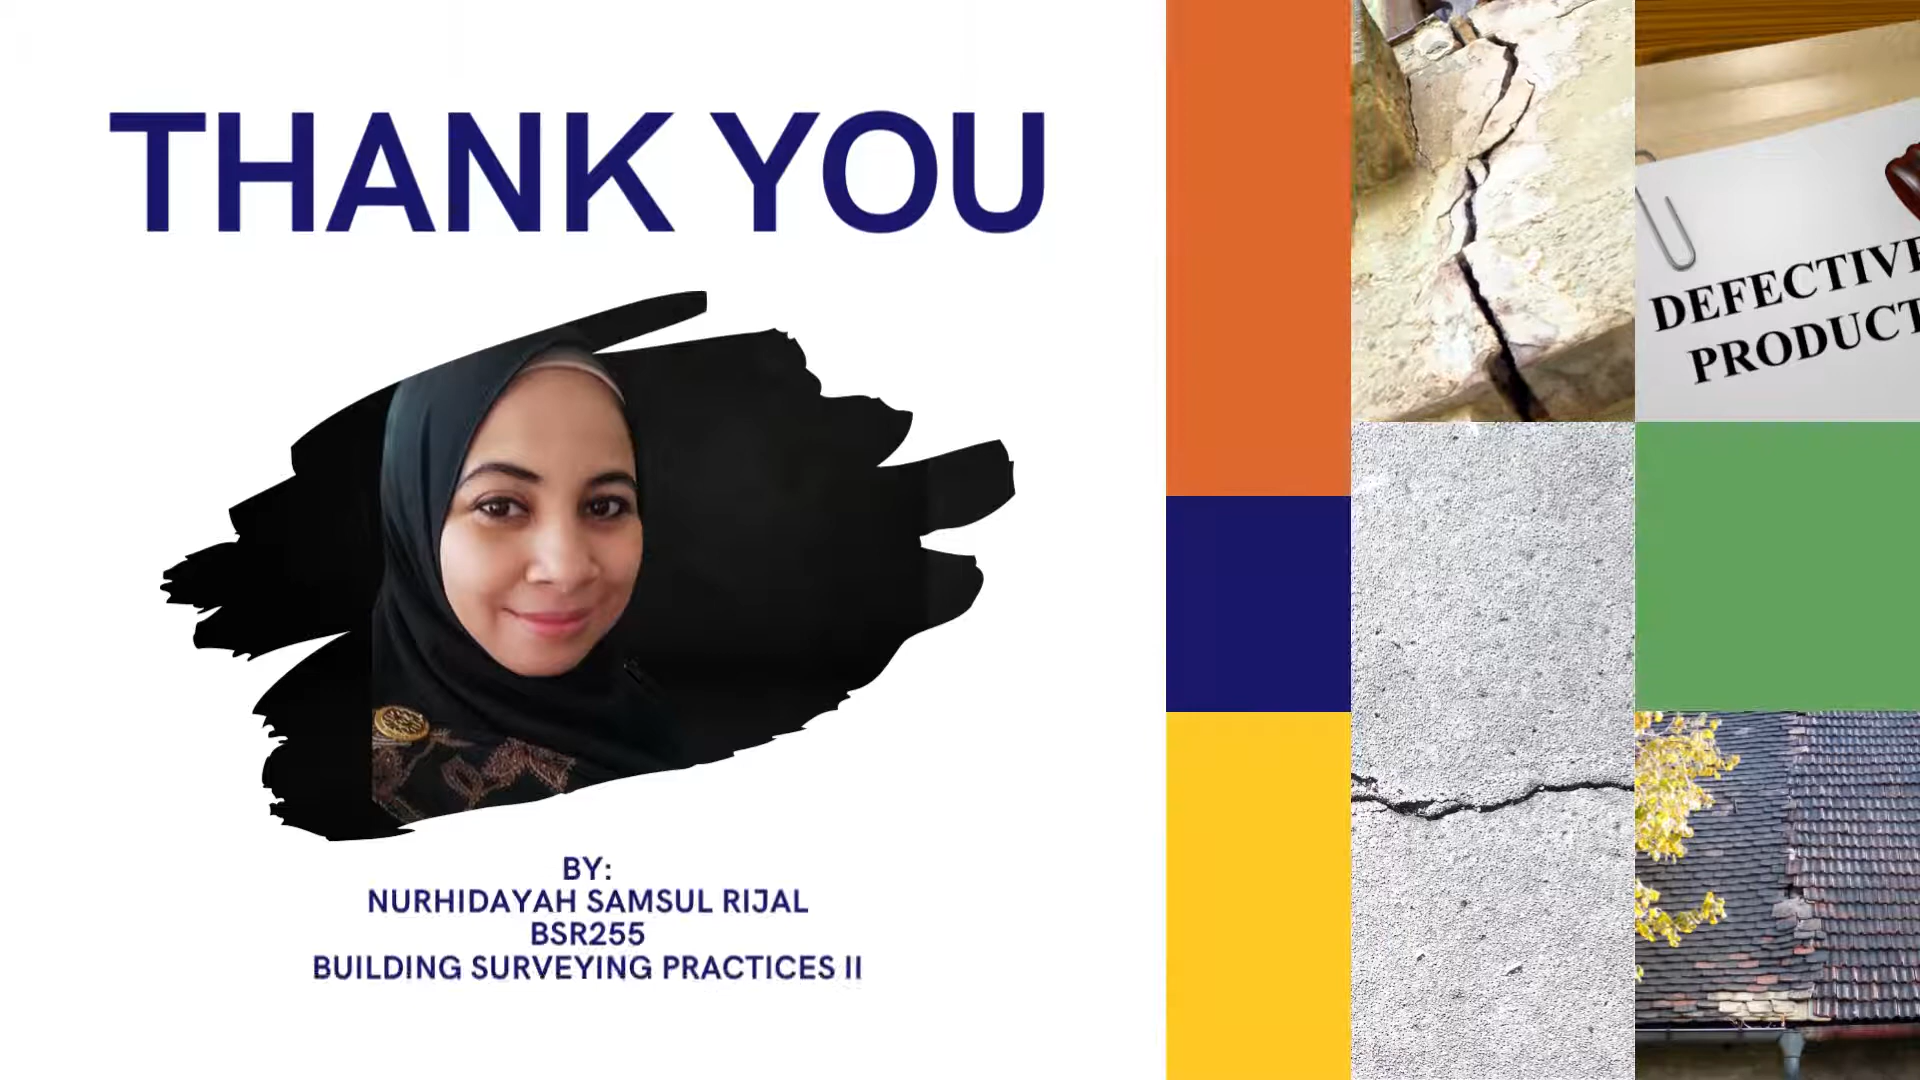 THANK YOU
BY:
NURHIDAYAH SAMSUL RIJAL
BSR255
BUILDING SURVEYING PRACTICES II
DEFECTIVE
PRODUCT